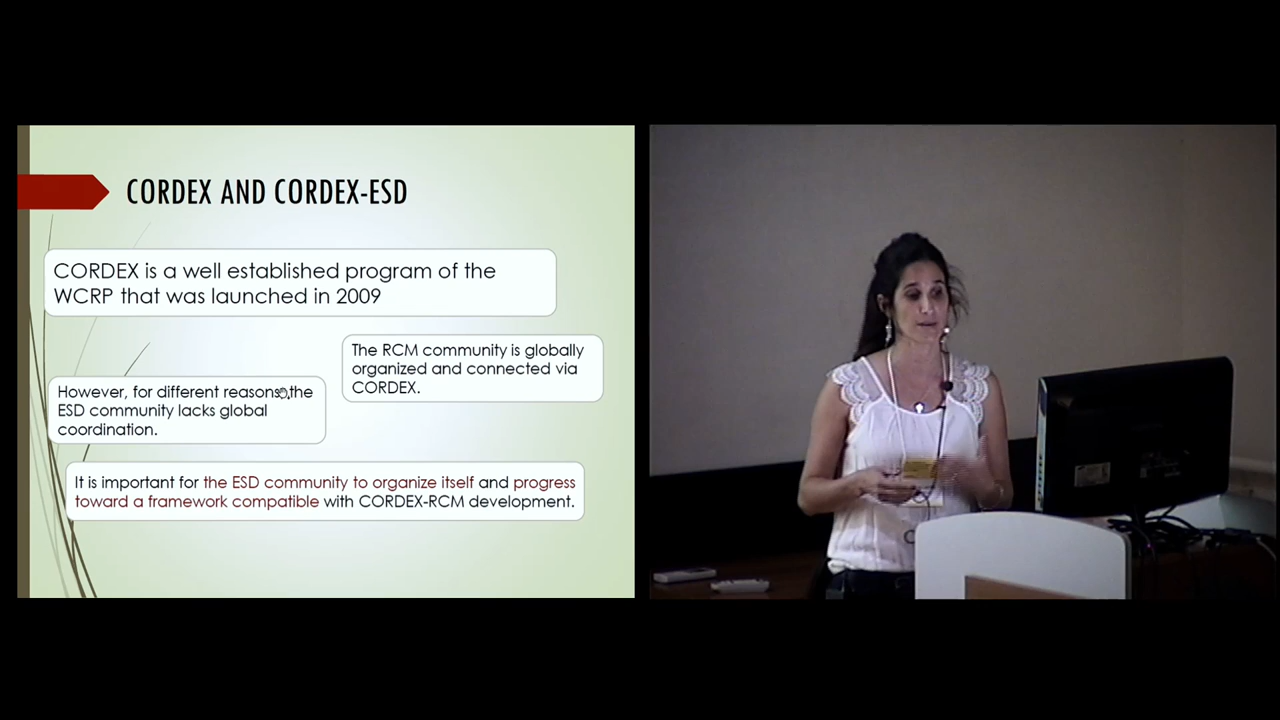 CORDEX AND CORDEX-ESD
CORDEX is a well established program of the
WCRP that was launched in 2009
The RCM community is globally
organized and connected via
CORDEX.
However, for different reasons the
ESD community lacks global
coordination.
It is important for the ESD community to organize itself and progress
toward a framework compatible with CORDEX-RCM development.